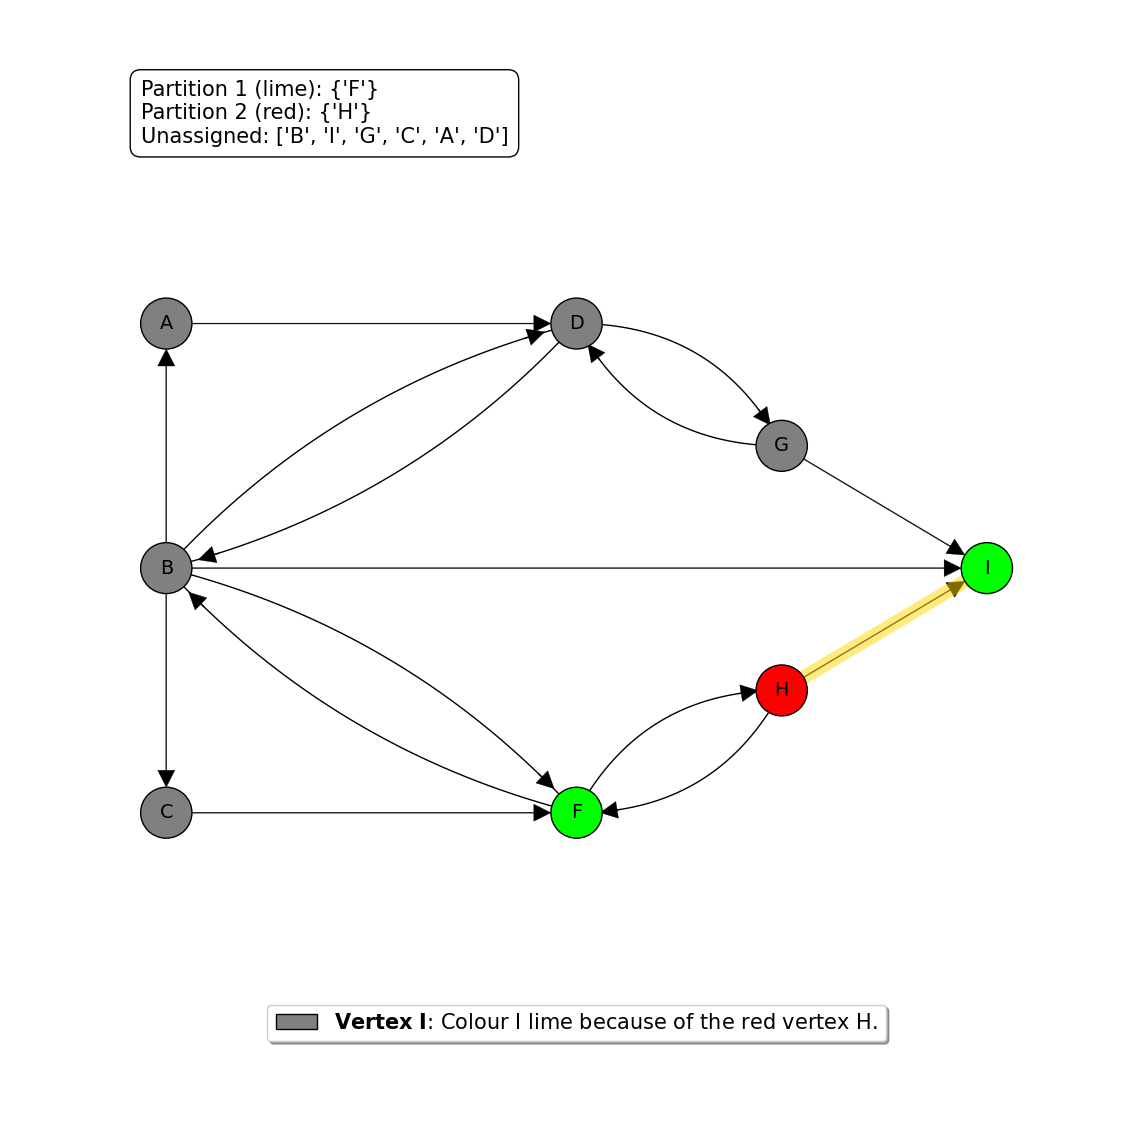 Partition 1 (lime): {'F'}
Partition 2 (red): {'H'}
Unassigned: ['B', 'I', 'G', 'C', 'A', 'D']
A
D
G
B
I
H
C
F
Vertex I: Colour I lime because of the red vertex H.